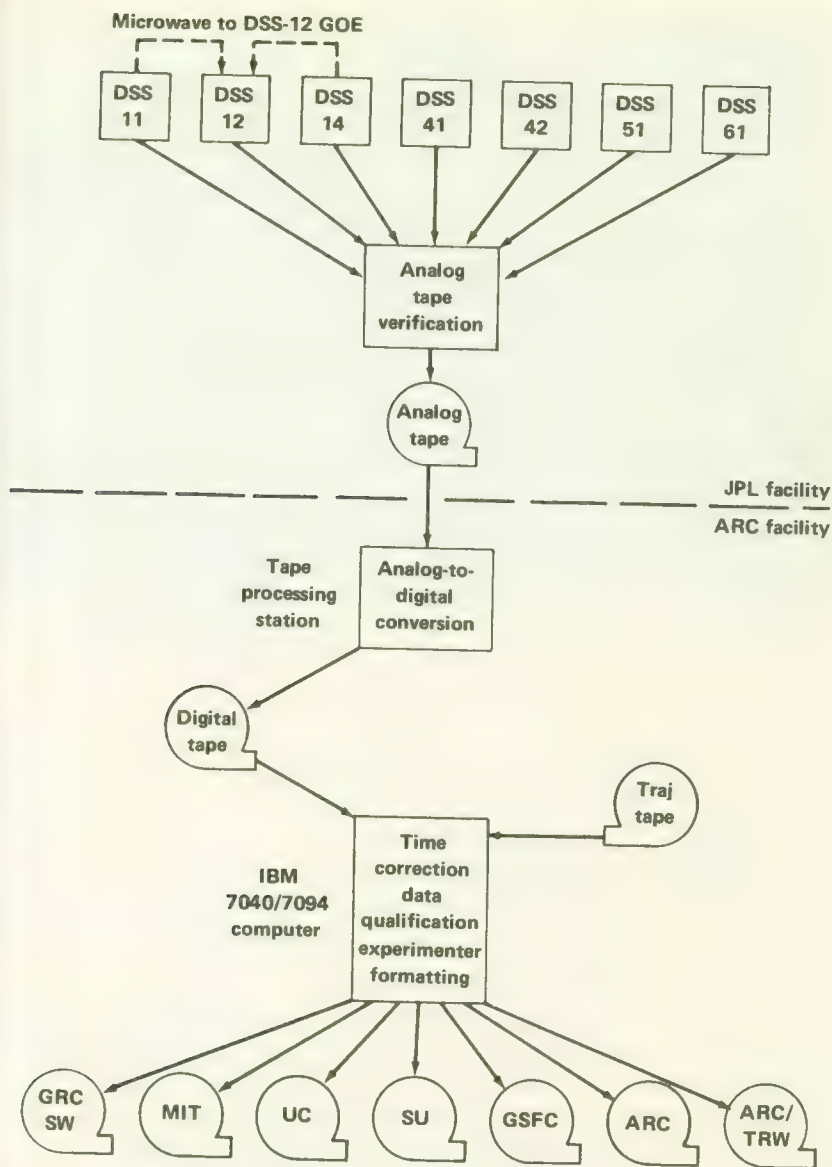 Microwave to DSS-12 GOE
DSS
11
DSS
12
DSS
14
DSS
41
DSS
42
DSS
51
DSS
61
Analog
tape
verification
Analog
tape
JPL facility
ARC facility
Tape
processing
station
Analog-to-
digital
conversion
Digital
tape
Traj
tape
IBM
7040/7094
computer
Time
correction
data
qualification
experimenter
formatting
GRC
SW
MIT
UC
SU
GSFC
ARC
ARC/
TRW